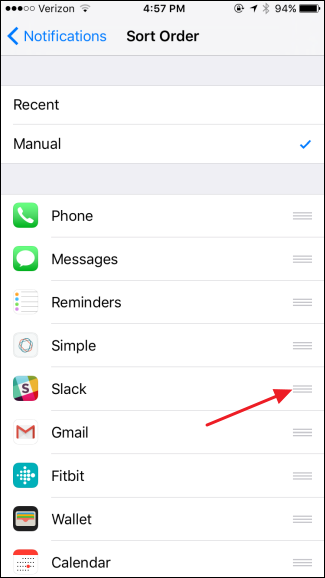 Verizon 4:57 PM 94%
Notifications Sort Order
Recent
Manual
Phone
Messages
Reminders
Simple
S Slack
Gmail
Fitbit
Wallet
Calendar